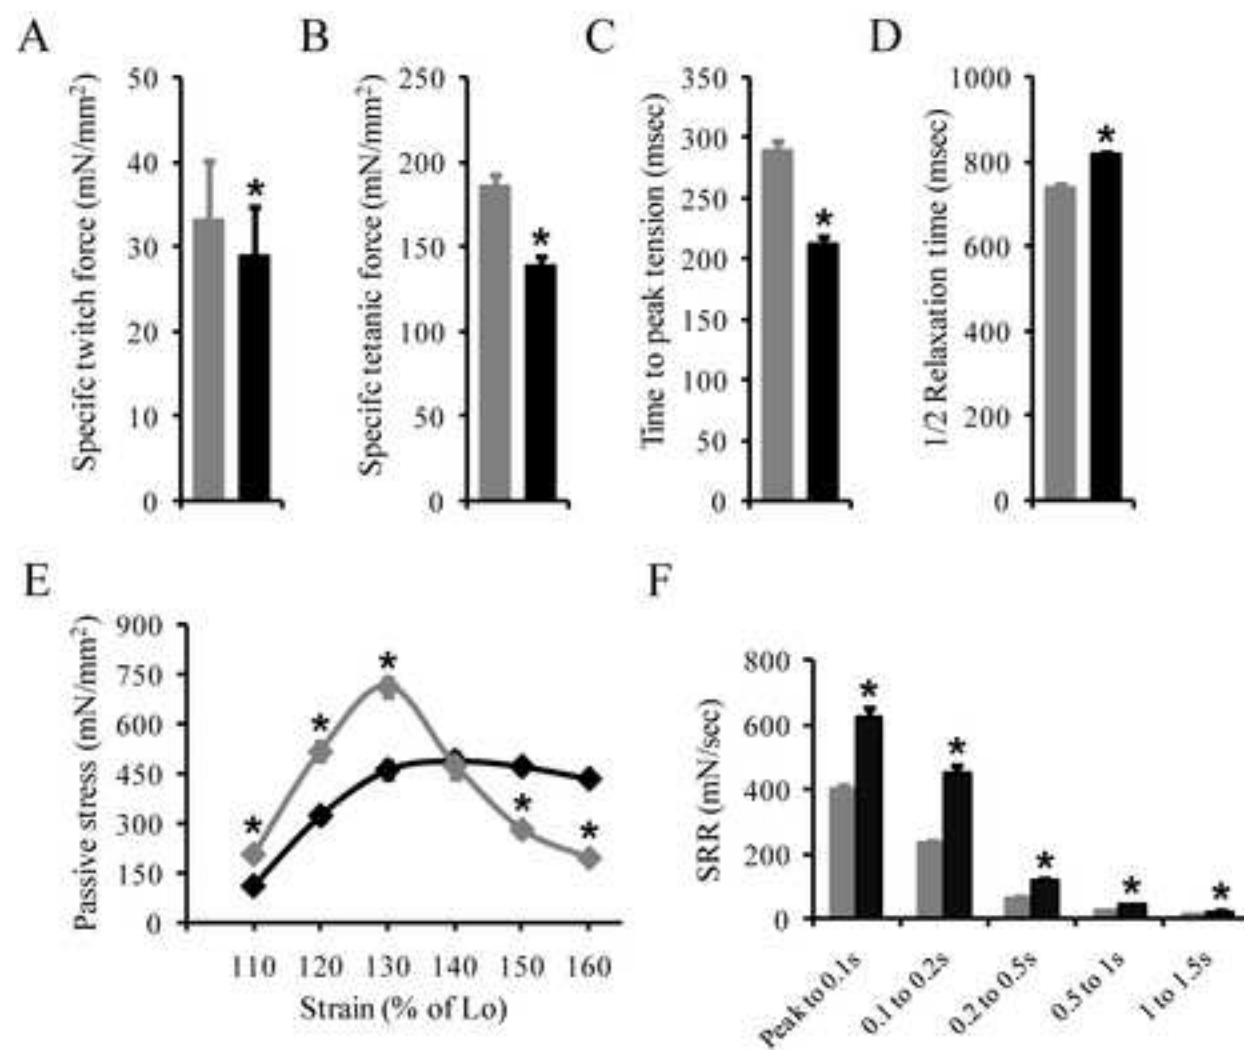 A
B
C
D
Specifc twitch force (mN/mm²)
50
40
30
20
10
0
*
Specifc tetanic force (mN/mm²)
250
200
150
100
50
0
*
Time to peak tension (msec)
350
300
250
200
150
100
50
0
*
1/2 Relaxation time (msec)
1000
800
600
400
200
0
*
E
Passive stress (mN/mm²)
900
750
600
450
300
150
0
* * * * *
110 120 130 140 150 160
Strain (% of Lo)
F
SRR (mN/sec)
800
600
400
200
0
* * * * *
Peak to 0.1s
0.1 to 0.2s
0.2 to 0.5s
0.5 to 1s
1 to 1.5s